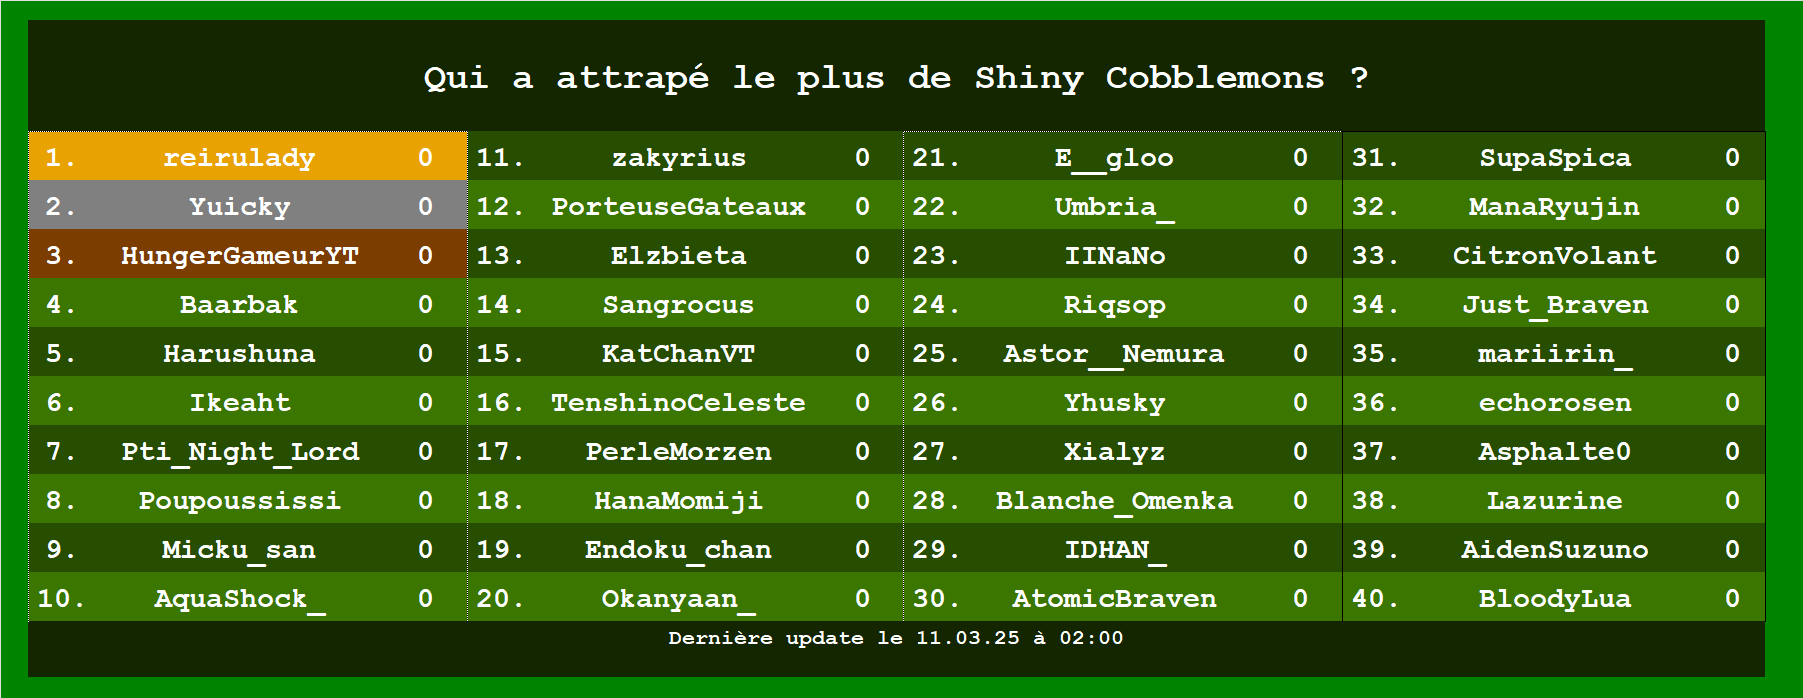 Qui a attrapé le plus de Shiny Cobblemons ?
1. reirulady 0
2. Yuicky 0
3. HungerGameurYT 0
4. Baarbak 0
5. Harushuna 0
6. Ikeaht 0
7. Pti_Night_Lord 0
8. Poupoussissi 0
9. Micku_san 0
10. AquaShock_ 0
11. zakyrius 0
12. PorteuseGateaux 0
13. Elzbieta 0
14. Sangrocus 0
15. KatChanVT 0
16. TenshinoCeleste 0
17. PerleMorzen 0
18. HanaMomiji 0
19. Endoku_chan 0
20. Okanyaan_ 0
21. E__gloo 0
22. Umbria_ 0
23. IINaNo 0
24. Riqsop 0
25. Astor__Nemura 0
26. Yhusky 0
27. Xialyz 0
28. Blanche_Omenka 0
29. IDHAN_ 0
30. AtomicBraven 0
31. SupaSpica 0
32. ManaRyujin 0
33. CitronVolant 0
34. Just_Braven 0
35. mariirin_ 0
36. echorosen 0
37. Asphalte0 0
38. Lazurine 0
39. AidenSuzuno 0
40. BloodyLua 0
Dernière update le 11.03.25 à 02:00